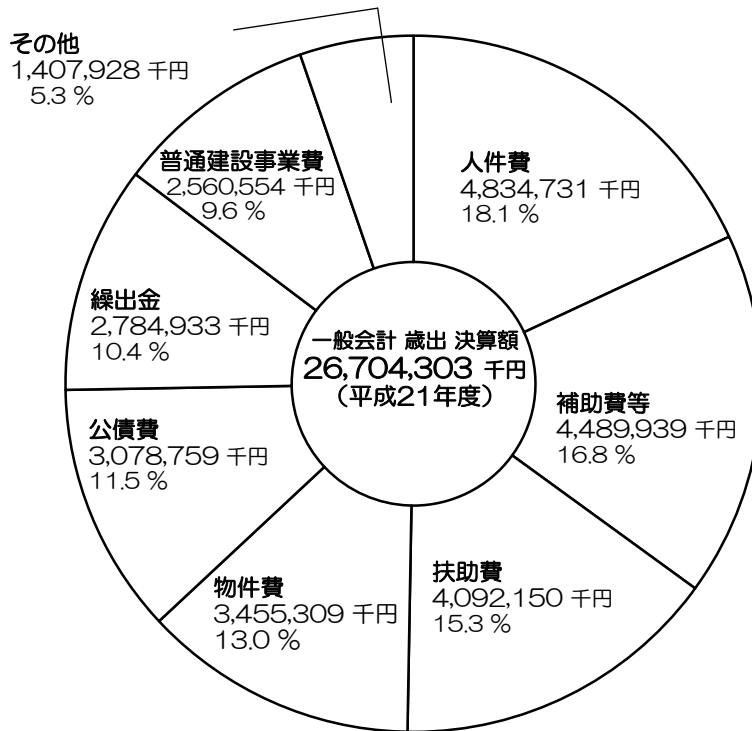 その他
1,407,928 千円
5.3 %
普通建設事業費
2,560,554 千円
9.6 %
人件費
4,834,731 千円
18.1 %
繰出金
2,784,933 千円
10.4 %
一般会計 歳出 決算額
26,704,303 千円
（平成21年度）
補助費等
4,489,939 千円
16.8 %
公債費
3,078,759 千円
11.5 %
扶助費
4,092,150 千円
15.3 %
物件費
3,455,309 千円
13.0 %